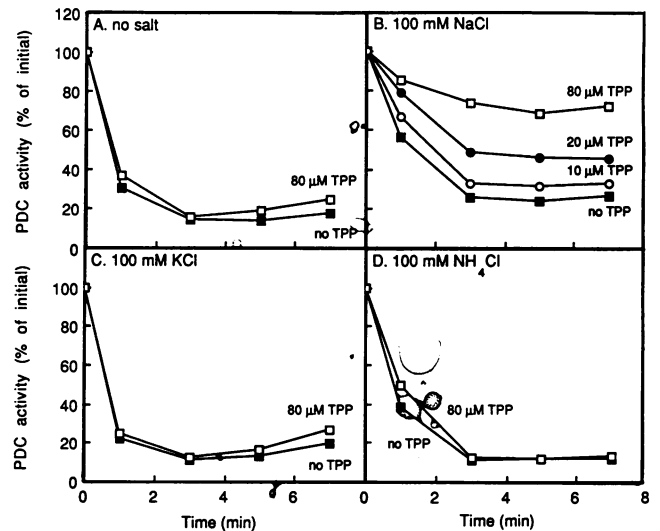 A. no salt
B. 100 mM NaCl
PDC activity (% of initial)
120
100
80
60
40
20
0
80 µM TPP
no TPP
80 µM TPP
20 µM TPP
10 µM TPP
no TPP
C. 100 mM KCl
D. 100 mM NH4Cl
PDC activity (% of initial)
100
80
60
40
20
0
80 µM TPP
no TPP
80 µM TPP
no TPP
0 2 4 6 0 2 4 6 8
Time (min)
Time (min)